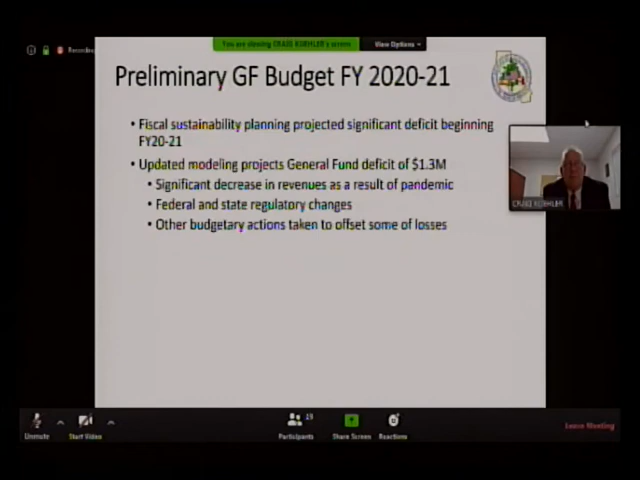 You are viewing CRAIG KOEHLER's screen
View Options
Recording
Preliminary GF Budget FY 2020-21
• Fiscal sustainability planning projected significant deficit beginning
FY20-21
• Updated modeling projects General Fund deficit of $1.3M
• Significant decrease in revenues as a result of pandemic
• Federal and state regulatory changes
• Other budgetary actions taken to offset some of losses
CRAIG KOEHLER
Unmute
Start Video
Participants
Share Screen
Reactions
Leave Meeting